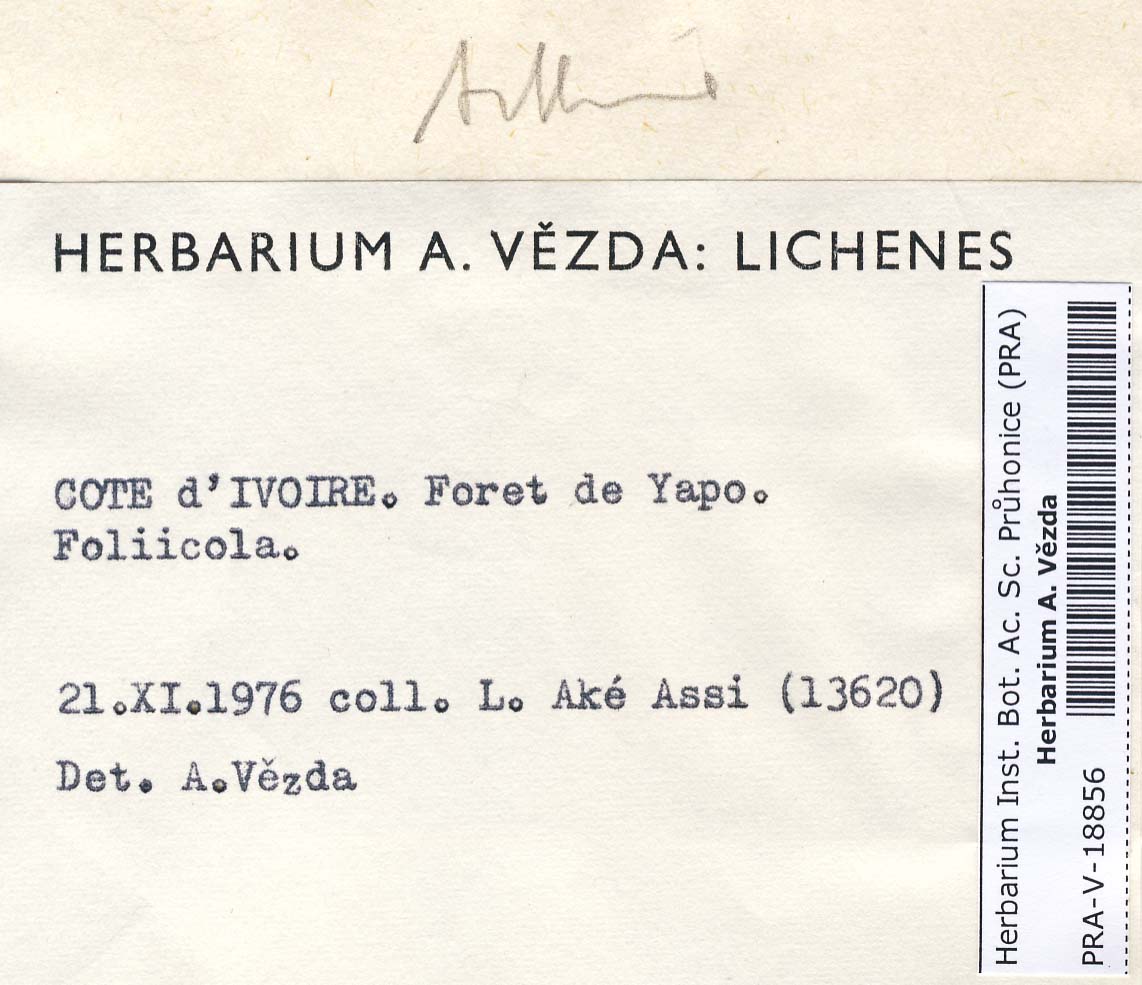 HERBARIUM A. VĚZDA: LICHENES
COTE d'IVOIRE. Foret de Yapo.
Foliicola.
21.XI.1976 coll. L. Aké Assi (13620)
Det. A.Vězda
Herbarium Inst. Bot. Ac. Sc. Průhonice (PRA)
Herbarium A. Vězda
PRA-V-18856